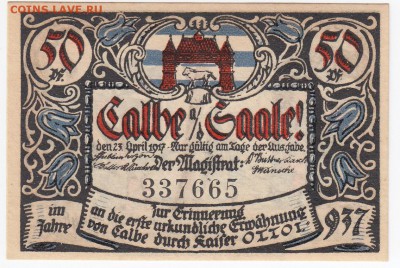 COINS.LAVE.RU
50 50
Pf. Pf.
Calbe a/d Saale!
den 23. April 1917 · Nur gültig am Tage der Ausgabe.
Der Magistrat:
337665
zur Erinnerung
im Jahre an die erste urkundliche Erwähnung 937
von Calbe durch Kaiser OTTO I.